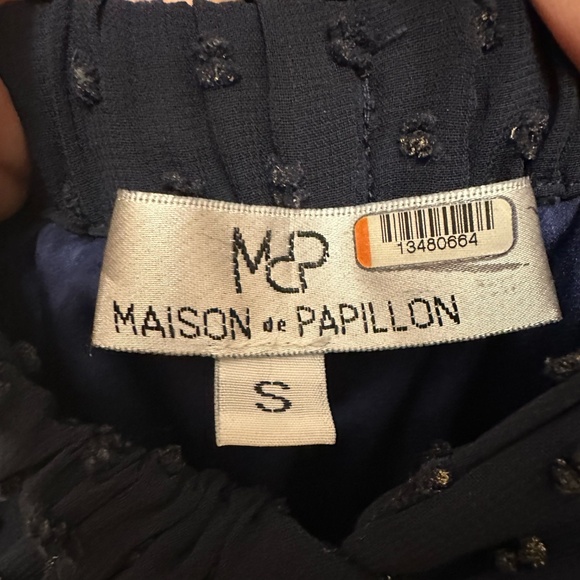 MdP
13480664
MAISON de PAPILLON
S